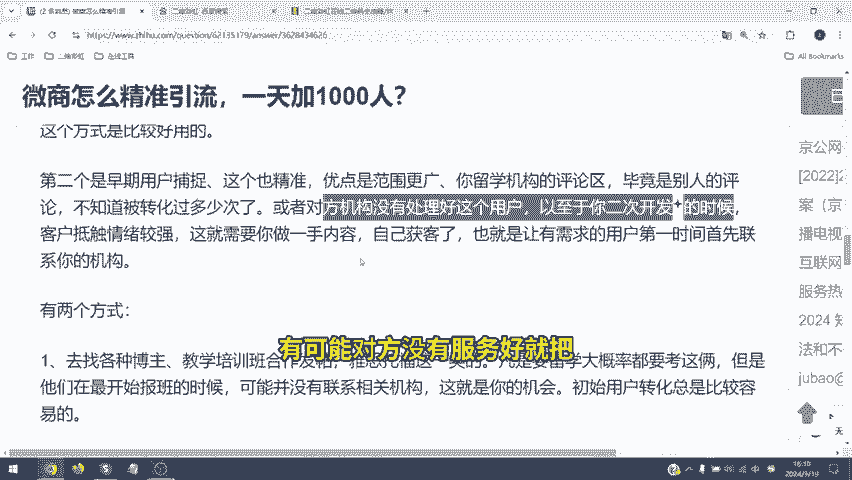 https://www.zhihu.com/question/62135179/answer/3628434626
工作
在线工具
All Bookmarks
微商怎么精准引流，一天加1000人？
这个方式是比较好用的。
第二个是早期用户捕捉、这个也精准，优点是范围更广、你留学机构的评论区，毕竟是别人的评
论，不知道被转化过多少次了。或者对方机构没有处理好这个用户，以至于你二次开发的时候，
客户抵触情绪较强，这就需要你做一手内容，自己获客了，也就是让有需求的用户第一时间首先联
系你的机构。
有两个方式：
有可能对方没有服务好就把
1、去找各种博主、教学培训班合作发帖，雅思托福这一类的。凡是要留学大概率都要考这俩，但是
他们在最开始报班的时候，可能并没有联系相关机构，这就是你的机会。初始用户转化总是比较容
易的。
京公网
[2022]2
案（京
播电视
互联网
服务热
2024 知
法和不
jubao@
16:10